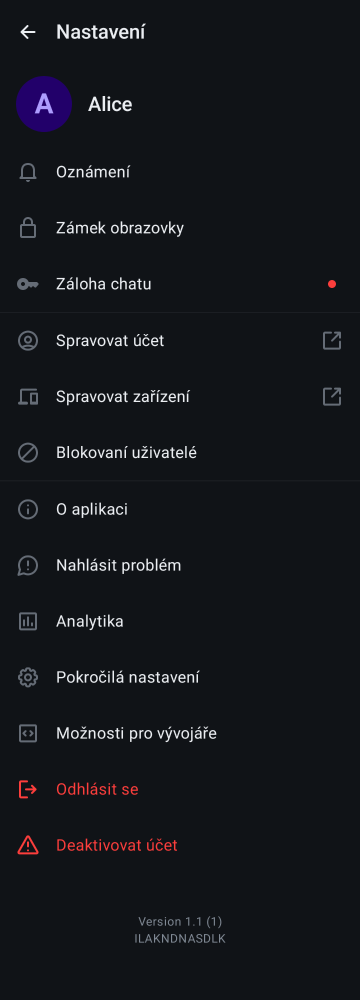 Nastavení
A
Alice
Oznámení
Zámek obrazovky
Záloha chatu
Spravovat účet
Spravovat zařízení
Blokovaní uživatelé
O aplikaci
Nahlásit problém
Analytika
Pokročilá nastavení
Možnosti pro vývojáře
Odhlásit se
Deaktivovat účet
Version 1.1 (1)
ILAKNDNASDLK